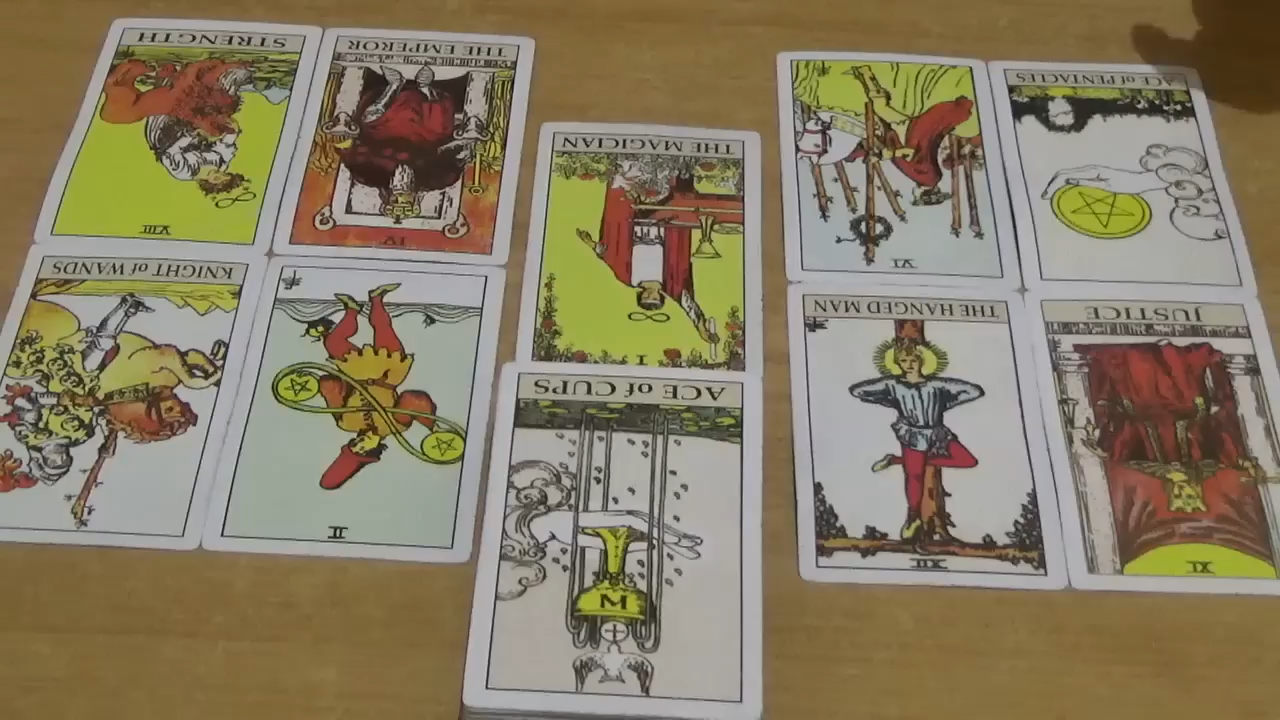 STRENGTH
VIII
THE EMPEROR
IV
KNIGHT of WANDS
II
THE MAGICIAN
I
ACE of CUPS
W
VI
ACE of PENTACLES
THE HANGED MAN
XII
JUSTICE
XI